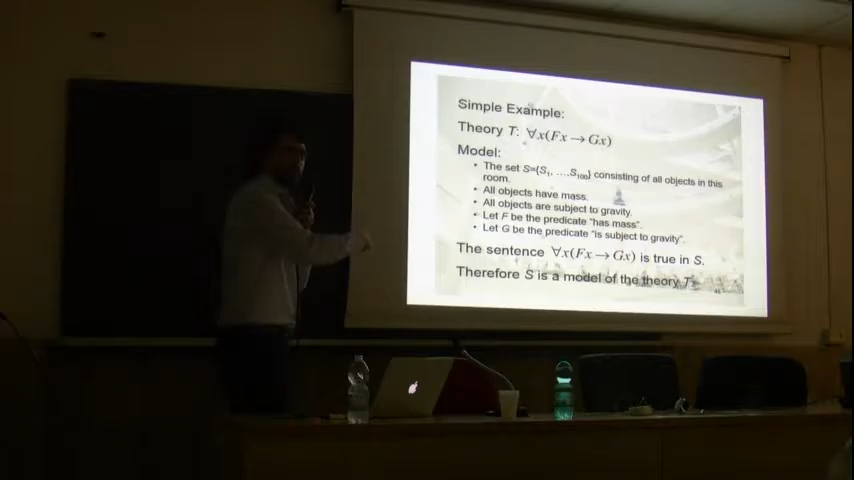 Simple Example:
Theory T: ∀x(Fx → Gx)
Model:
• The set S={S1, ...,S100} consisting of all objects in this
room.
• All objects have mass.
• All objects are subject to gravity.
• Let F be the predicate "has mass".
• Let G be the predicate "is subject to gravity".
The sentence ∀x(Fx → Gx) is true in S.
Therefore S is a model of the theory T.